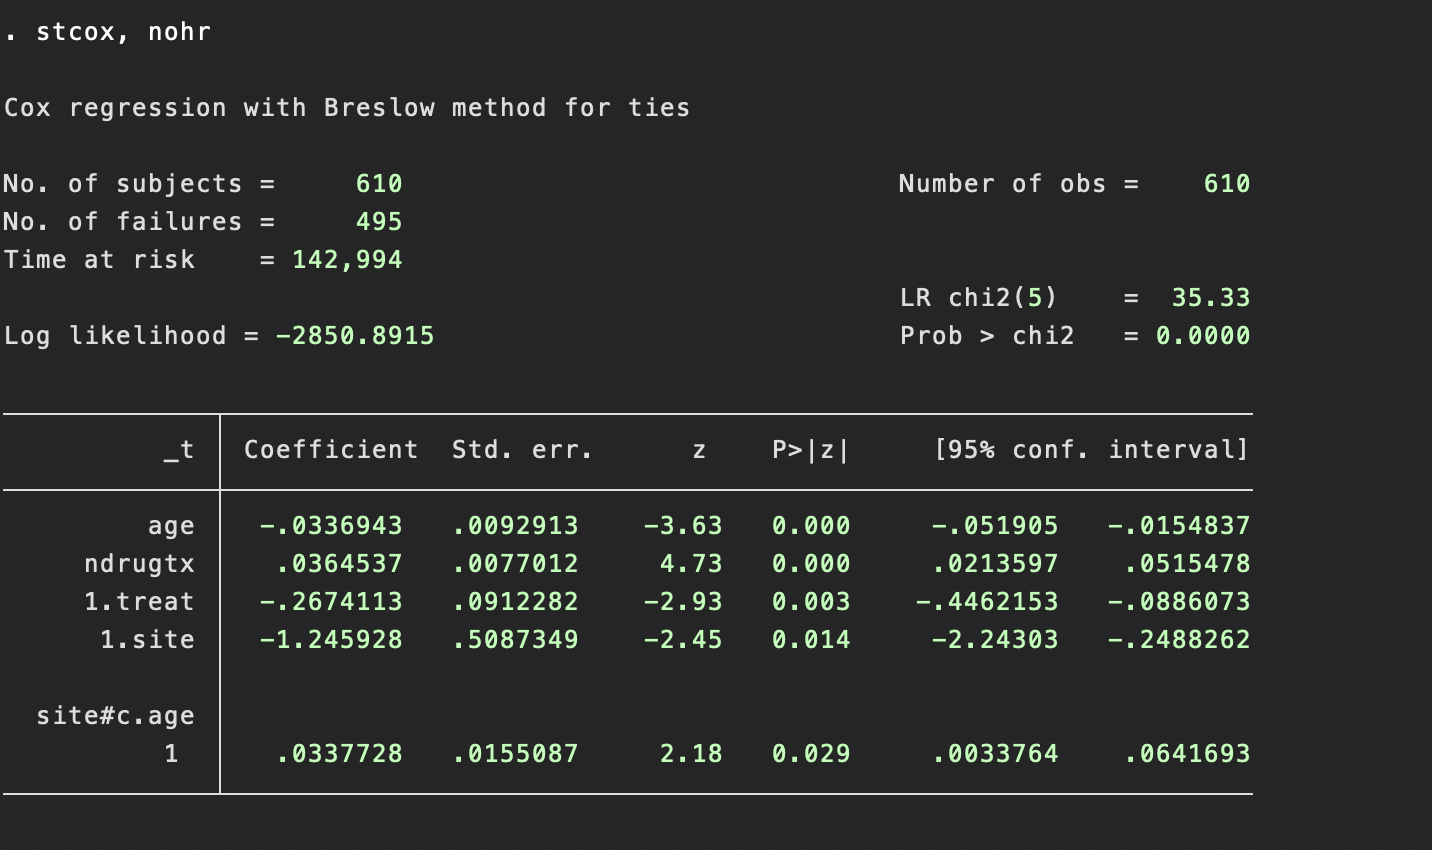 . stcox, nohr
Cox regression with Breslow method for ties
No. of subjects =     610                               Number of obs =    610
No. of failures =     495
Time at risk    = 142,994
LR chi2(5)    =  35.33
Log likelihood = -2850.8915                             Prob > chi2   = 0.0000
_t | Coefficient  Std. err.      z    P>|z|     [95% conf. interval]
age | -.0336943   .0092913    -3.63   0.000     -.051905   -.0154837
ndrugtx | .0364537   .0077012     4.73   0.000     .0213597    .0515478
1.treat | -.2674113   .0912282    -2.93   0.003    -.4462153   -.0886073
1.site | -1.245928   .5087349    -2.45   0.014     -2.24303   -.2488262
site#c.age |
1 | .0337728   .0155087     2.18   0.029     .0033764    .0641693